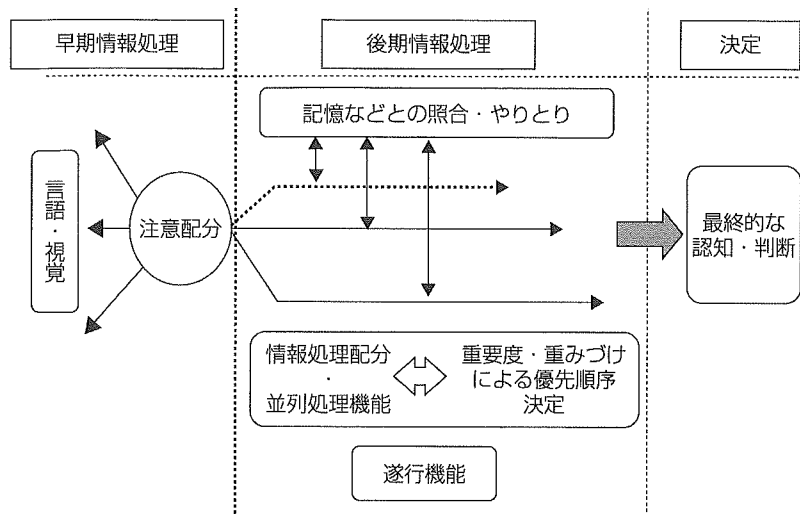 早期情報処理
後期情報処理
決定
記憶などとの照合・やりとり
言語・視覚
注意配分
最終的な
認知・判断
情報処理配分
・
並列処理機能
重要度・重みづけ
による優先順序
決定
遂行機能